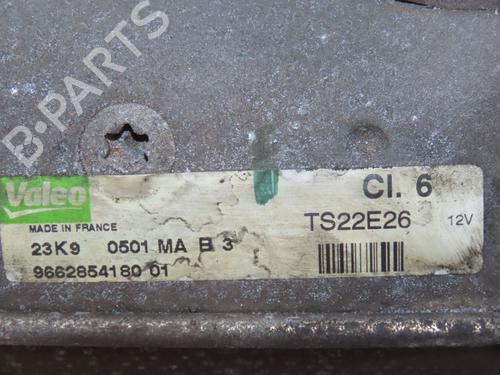 B-PARTS
Valeo
Cl. 6
MADE IN FRANCE
TS22E26 12V
23K9 0501 MA B 3
9662854180 01